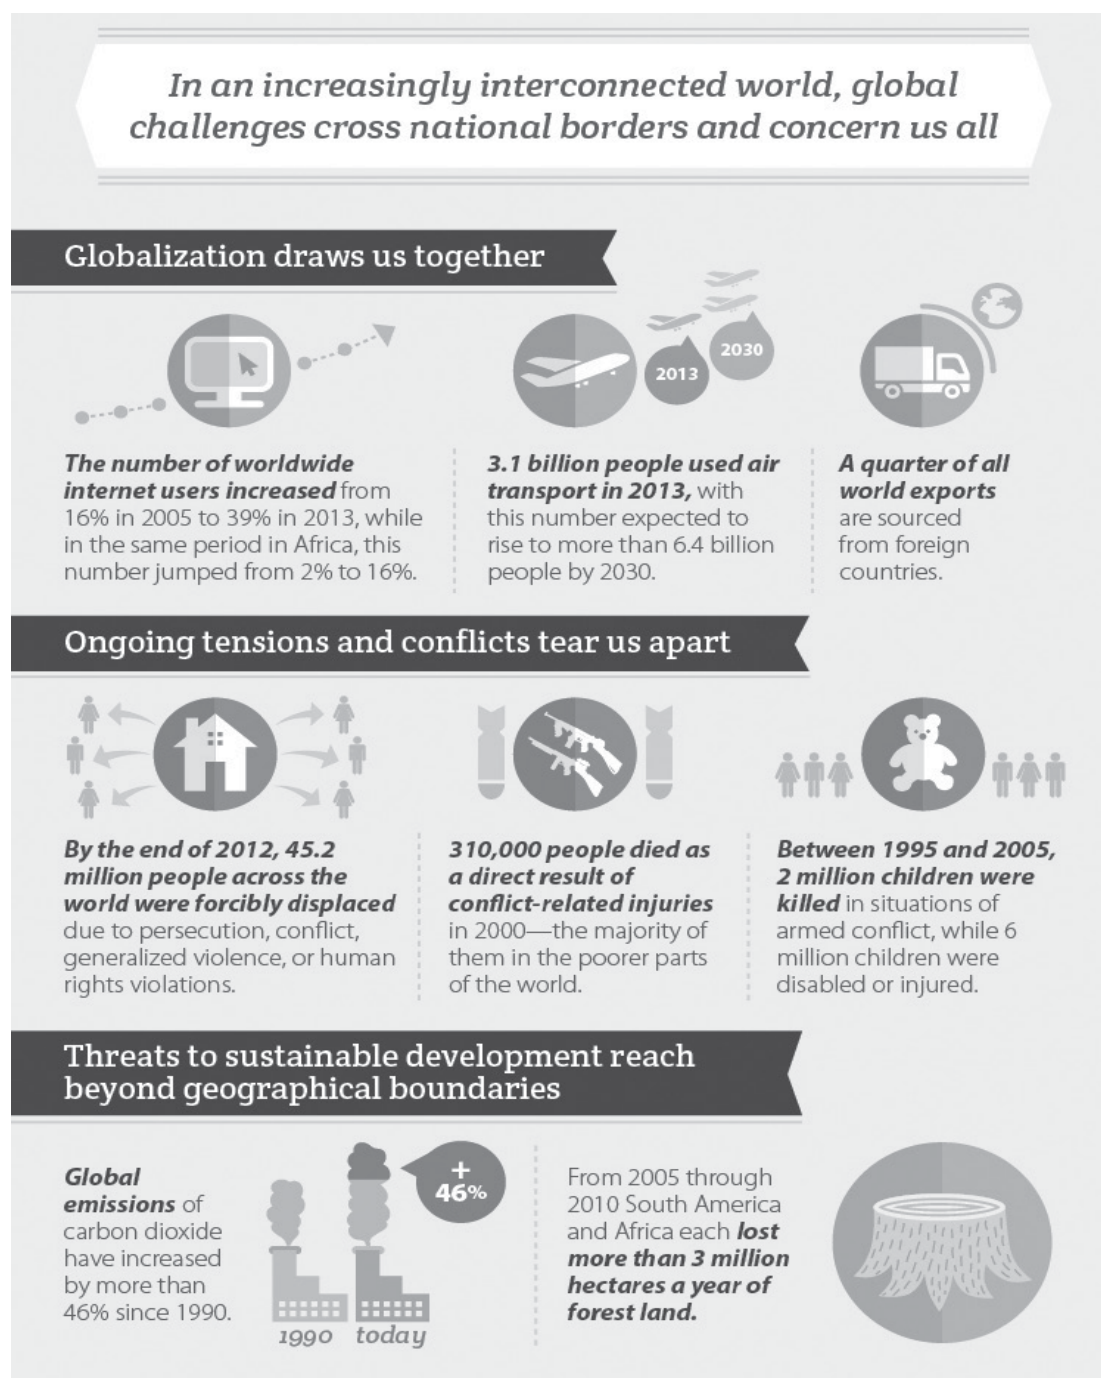 In an increasingly interconnected world, global
challenges cross national borders and concern us all
Globalization draws us together
2013
2030
The number of worldwide
internet users increased from
16% in 2005 to 39% in 2013, while
in the same period in Africa, this
number jumped from 2% to 16%.
3.1 billion people used air
transport in 2013, with
this number expected to
rise to more than 6.4 billion
people by 2030.
A quarter of all
world exports
are sourced
from foreign
countries.
Ongoing tensions and conflicts tear us apart
By the end of 2012, 45.2
million people across the
world were forcibly displaced
due to persecution, conflict,
generalized violence, or human
rights violations.
310,000 people died as
a direct result of
conflict-related injuries
in 2000—the majority of
them in the poorer parts
of the world.
Between 1995 and 2005,
2 million children were
killed in situations of
armed conflict, while 6
million children were
disabled or injured.
Threats to sustainable development reach
beyond geographical boundaries
Global
emissions of
carbon dioxide
have increased
by more than
46% since 1990.
+
46%
1990 today
From 2005 through
2010 South America
and Africa each lost
more than 3 million
hectares a year of
forest land.